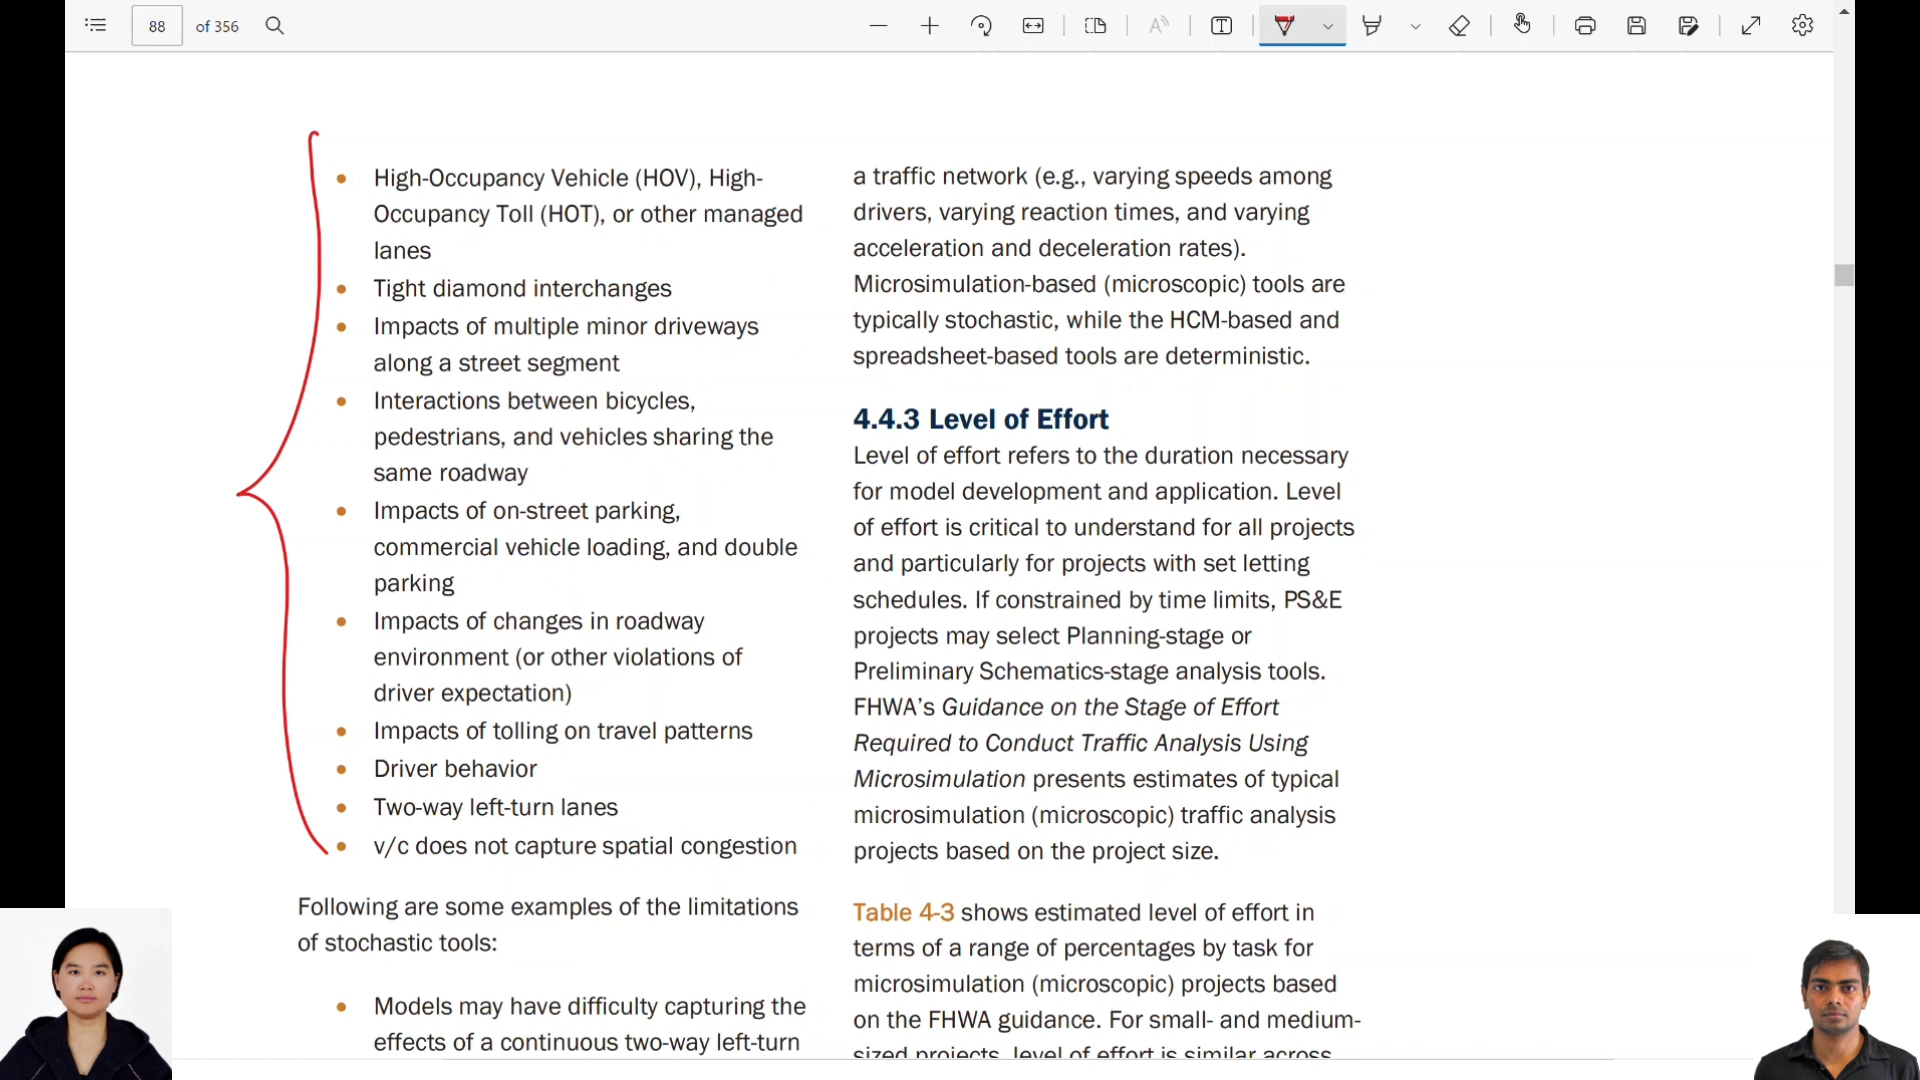 88 of 356
High-Occupancy Vehicle (HOV), High-
Occupancy Toll (HOT), or other managed
lanes
Tight diamond interchanges
Impacts of multiple minor driveways
along a street segment
Interactions between bicycles,
pedestrians, and vehicles sharing the
same roadway
Impacts of on-street parking,
commercial vehicle loading, and double
parking
Impacts of changes in roadway
environment (or other violations of
driver expectation)
Impacts of tolling on travel patterns
Driver behavior
Two-way left-turn lanes
v/c does not capture spatial congestion
Following are some examples of the limitations
of stochastic tools:
Models may have difficulty capturing the
effects of a continuous two-way left-turn
a traffic network (e.g., varying speeds among
drivers, varying reaction times, and varying
acceleration and deceleration rates).
Microsimulation-based (microscopic) tools are
typically stochastic, while the HCM-based and
spreadsheet-based tools are deterministic.
4.4.3 Level of Effort
Level of effort refers to the duration necessary
for model development and application. Level
of effort is critical to understand for all projects
and particularly for projects with set letting
schedules. If constrained by time limits, PS&E
projects may select Planning-stage or
Preliminary Schematics-stage analysis tools.
FHWA's Guidance on the Stage of Effort
Required to Conduct Traffic Analysis Using
Microsimulation presents estimates of typical
microsimulation (microscopic) traffic analysis
projects based on the project size.
Table 4-3 shows estimated level of effort in
terms of a range of percentages by task for
microsimulation (microscopic) projects based
on the FHWA guidance. For small- and medium-
sized projects, level of effort is similar across